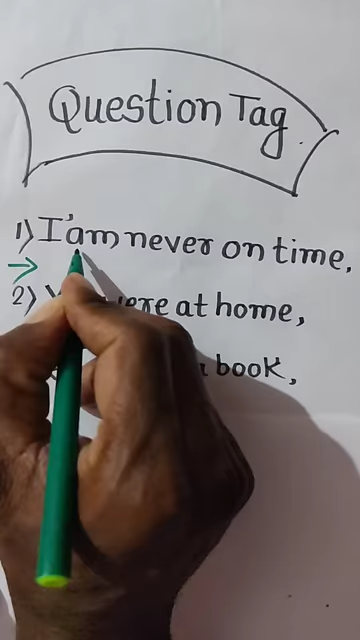 Question Tag
1) I'am never on time,
2) were at home,
book,